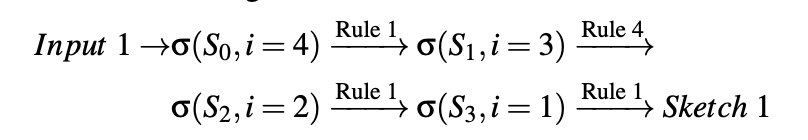 Input 1 →σ(S₀, i = 4) —Rule 1→ σ(S₁, i = 3) —Rule 4→
σ(S₂, i = 2) —Rule 1→ σ(S₃, i = 1) —Rule 1→ Sketch 1